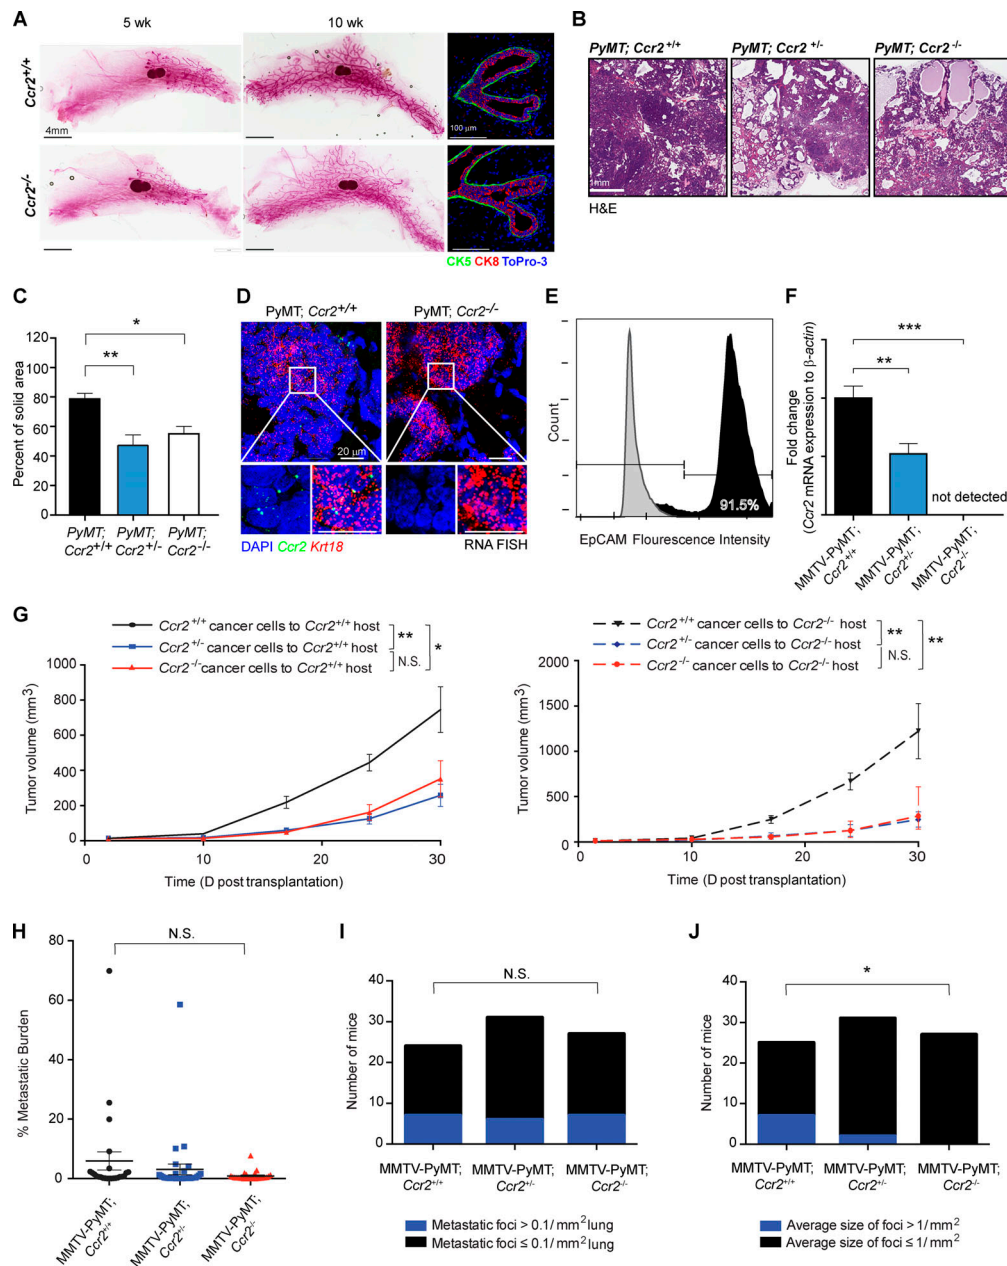 A
5 wk
10 wk
Ccr2+/+
4mm
100 µm
Ccr2-/-
CK5 CK8 ToPro-3
B
PyMT; Ccr2 +/+
PyMT; Ccr2 +/-
PyMT; Ccr2 -/-
1mm
H&E
C
Percent of solid area
120
100
80
60
40
20
0
*
**
PyMT; Ccr2+/+
PyMT; Ccr2+/-
PyMT; Ccr2-/-
D
PyMT; Ccr2+/+
PyMT; Ccr2-/-
20 µm
DAPI Ccr2 Krt18
RNA FISH
E
Count
91.5%
EpCAM Flourescence Intensity
F
Fold change
(Ccr2 mRNA expression to β-actin)
***
**
not detected
MMTV-PyMT; Ccr2+/+
MMTV-PyMT; Ccr2+/-
MMTV-PyMT; Ccr2-/-
G
Ccr2+/+ cancer cells to Ccr2+/+ host
Ccr2+/- cancer cells to Ccr2+/+ host
Ccr2-/- cancer cells to Ccr2+/+ host
**
N.S.
*
Tumor volume (mm3)
1000
800
600
400
200
0
0
10
20
30
Time (D post transplantation)
Ccr2+/+ cancer cells to Ccr2-/- host
Ccr2+/- cancer cells to Ccr2-/- host
Ccr2-/- cancer cells to Ccr2-/- host
**
N.S.
**
Tumor volume (mm3)
2000
1500
1000
500
0
0
10
20
30
Time (D post transplantation)
H
N.S.
% Metastatic Burden
80
60
40
20
0
MMTV-PyMT; Ccr2+/+
MMTV-PyMT; Ccr2+/-
MMTV-PyMT; Ccr2-/-
I
N.S.
Number of mice
40
30
20
10
0
MMTV-PyMT; Ccr2+/+
MMTV-PyMT; Ccr2+/-
MMTV-PyMT; Ccr2-/-
Metastatic foci > 0.1/mm2 lung
Metastatic foci ≤ 0.1/mm2 lung
J
*
Number of mice
40
30
20
10
0
MMTV-PyMT; Ccr2+/+
MMTV-PyMT; Ccr2+/-
MMTV-PyMT; Ccr2-/-
Average size of foci > 1/mm2
Average size of foci ≤ 1/mm2